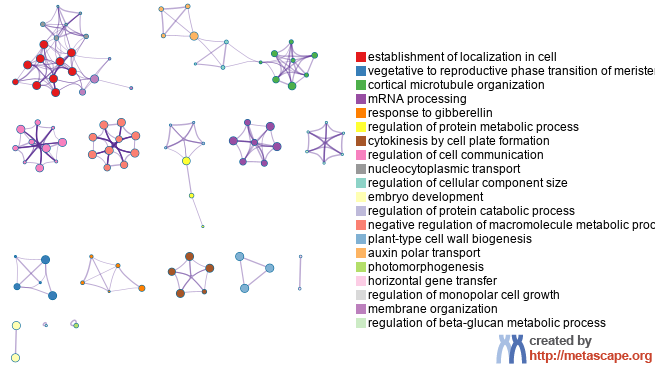 establishment of localization in cell
vegetative to reproductive phase transition of merister
cortical microtubule organization
mRNA processing
response to gibberellin
regulation of protein metabolic process
cytokinesis by cell plate formation
regulation of cell communication
nucleocytoplasmic transport
regulation of cellular component size
embryo development
regulation of protein catabolic process
negative regulation of macromolecule metabolic proc
plant-type cell wall biogenesis
auxin polar transport
photomorphogenesis
horizontal gene transfer
regulation of monopolar cell growth
membrane organization
regulation of beta-glucan metabolic process
created by
http://metascape.org